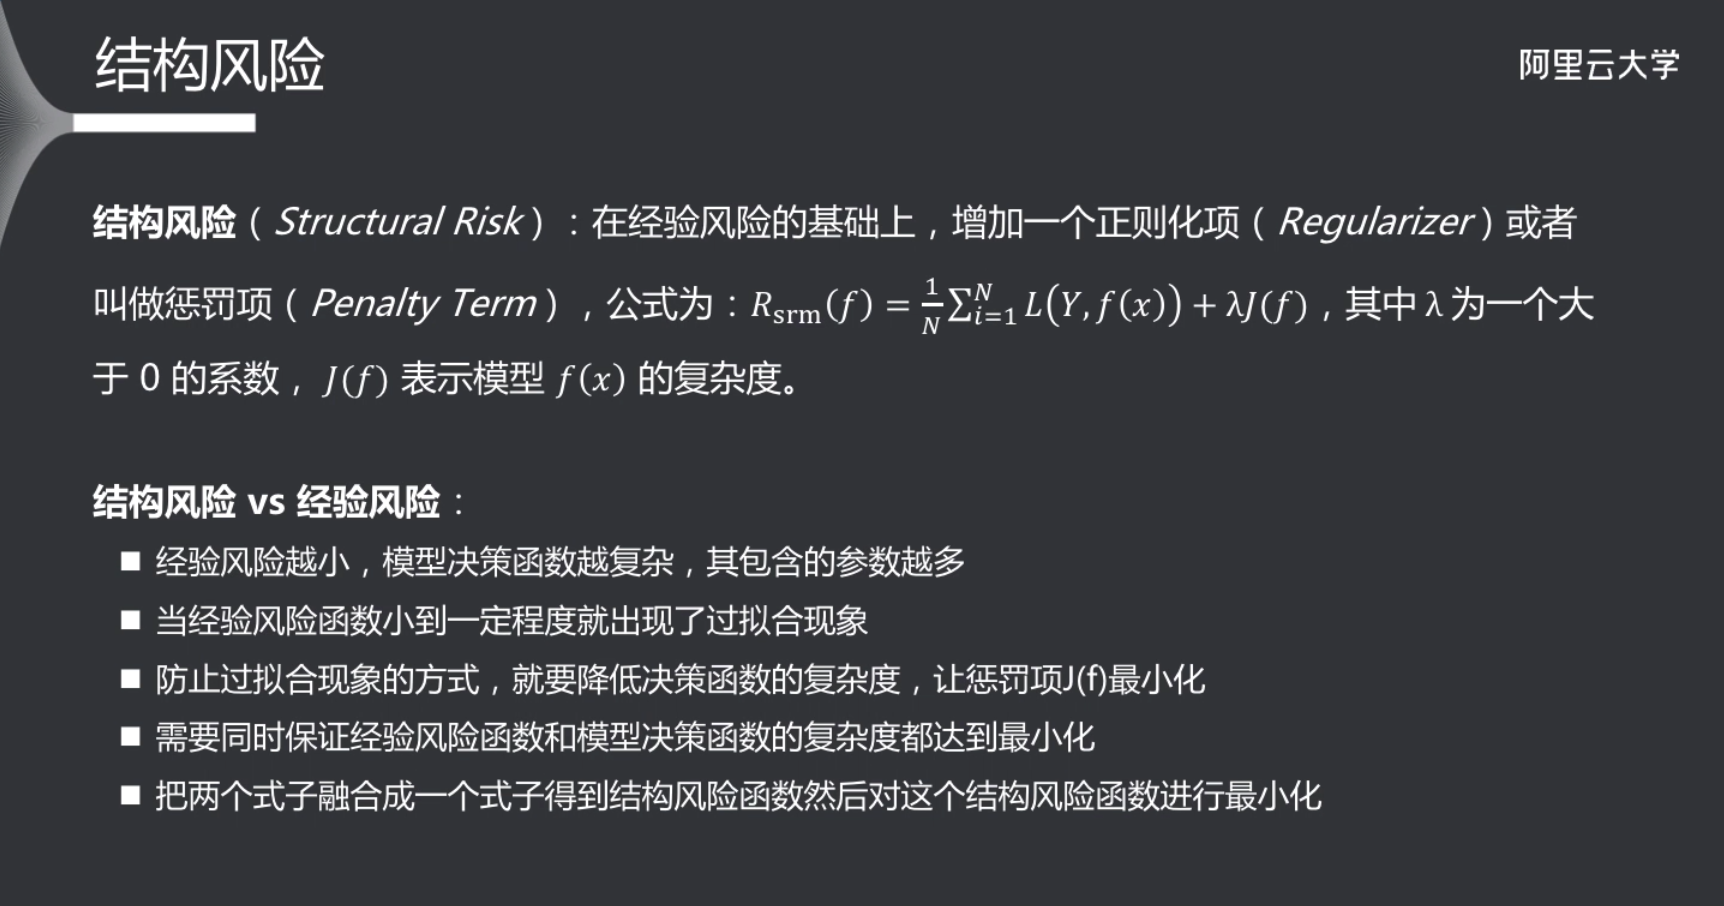 结构风险
阿里云大学
结构风险（Structural Risk）：在经验风险的基础上，增加一个正则化项（Regularizer）或者
叫做惩罚项（Penalty Term），公式为：$R_{\mathrm{srm}}(f) = \frac{1}{N}\sum_{i=1}^{N} L(Y, f(x)) + \lambda J(f)$，其中 λ 为一个大
于 0 的系数，J(f) 表示模型 f(x) 的复杂度。
结构风险 vs 经验风险：
■ 经验风险越小，模型决策函数越复杂，其包含的参数越多
■ 当经验风险函数小到一定程度就出现了过拟合现象
■ 防止过拟合现象的方式，就要降低决策函数的复杂度，让惩罚项J(f)最小化
■ 需要同时保证经验风险函数和模型决策函数的复杂度都达到最小化
■ 把两个式子融合成一个式子得到结构风险函数然后对这个结构风险函数进行最小化